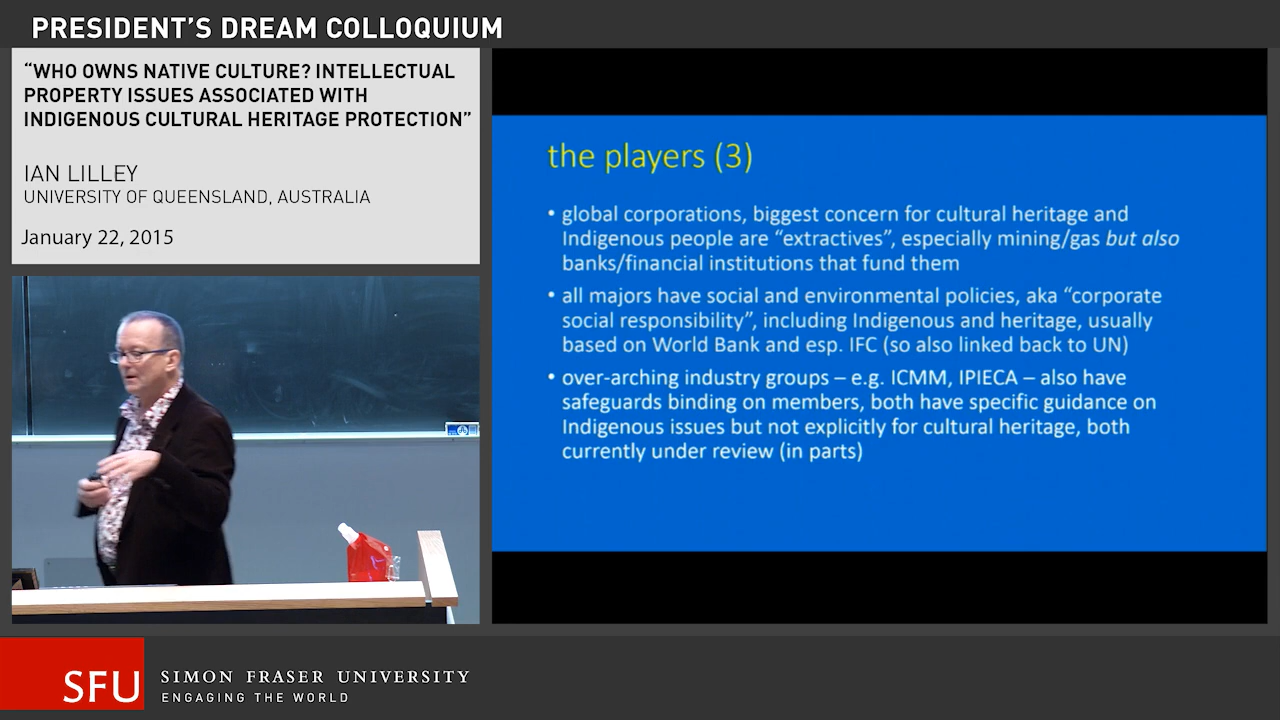 PRESIDENT'S DREAM COLLOQUIUM
“WHO OWNS NATIVE CULTURE? INTELLECTUAL
PROPERTY ISSUES ASSOCIATED WITH
INDIGENOUS CULTURAL HERITAGE PROTECTION”
IAN LILLEY
UNIVERSITY OF QUEENSLAND, AUSTRALIA
January 22, 2015
the players (3)
• global corporations, biggest concern for cultural heritage and
Indigenous people are “extractives”, especially mining/gas but also
banks/financial institutions that fund them
• all majors have social and environmental policies, aka “corporate
social responsibility”, including Indigenous and heritage, usually
based on World Bank and esp. IFC (so also linked back to UN)
• over-arching industry groups – e.g. ICMM, IPIECA – also have
safeguards binding on members, both have specific guidance on
Indigenous issues but not explicitly for cultural heritage, both
currently under review (in parts)
SFU
SIMON FRASER UNIVERSITY
ENGAGING THE WORLD